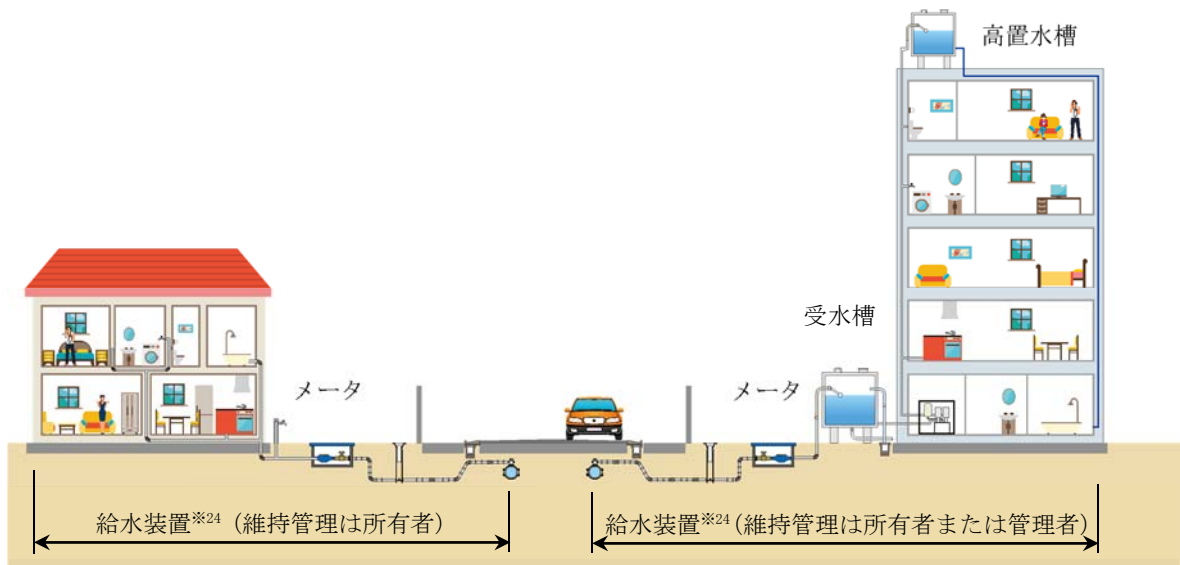 高置水槽
受水槽
メータ
メータ
給水装置※24（維持管理は所有者）
給水装置※24（維持管理は所有者または管理者）